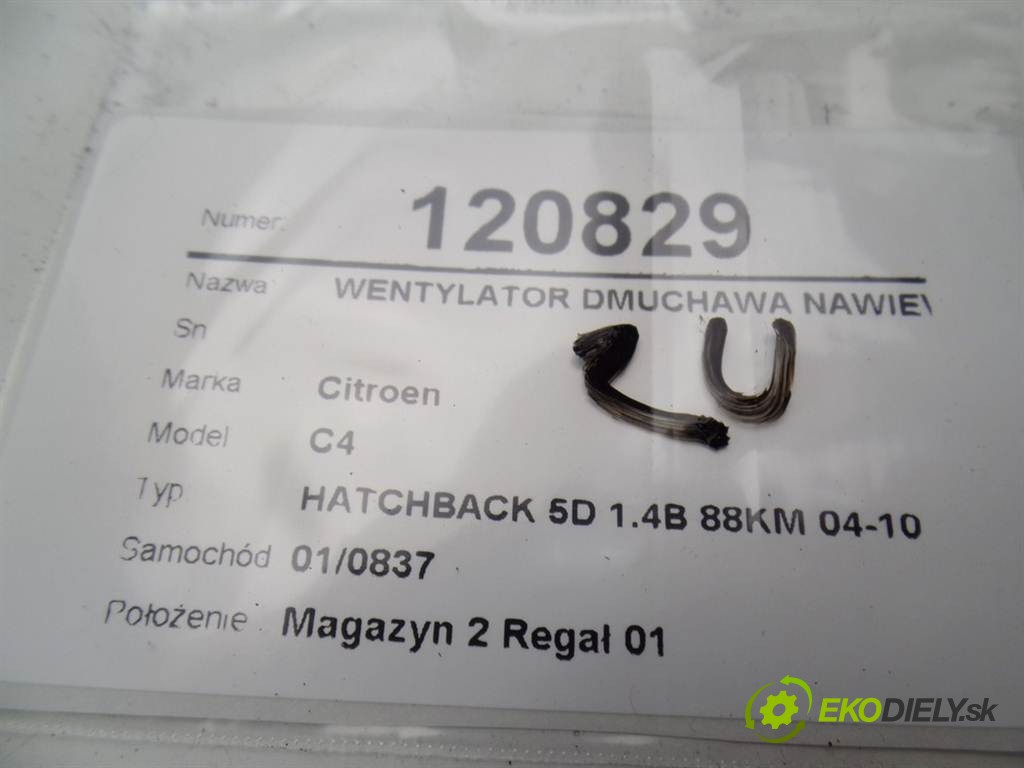 Numer: 120829
Nazwa WENTYLATOR DMUCHAWA NAWIEV
Sn
Marka Citroen
Model C4
Typ HATCHBACK 5D 1.4B 88KM 04-10
Samochód 01/0837
Położenie Magazyn 2 Regał 01
EKODIELY.sk